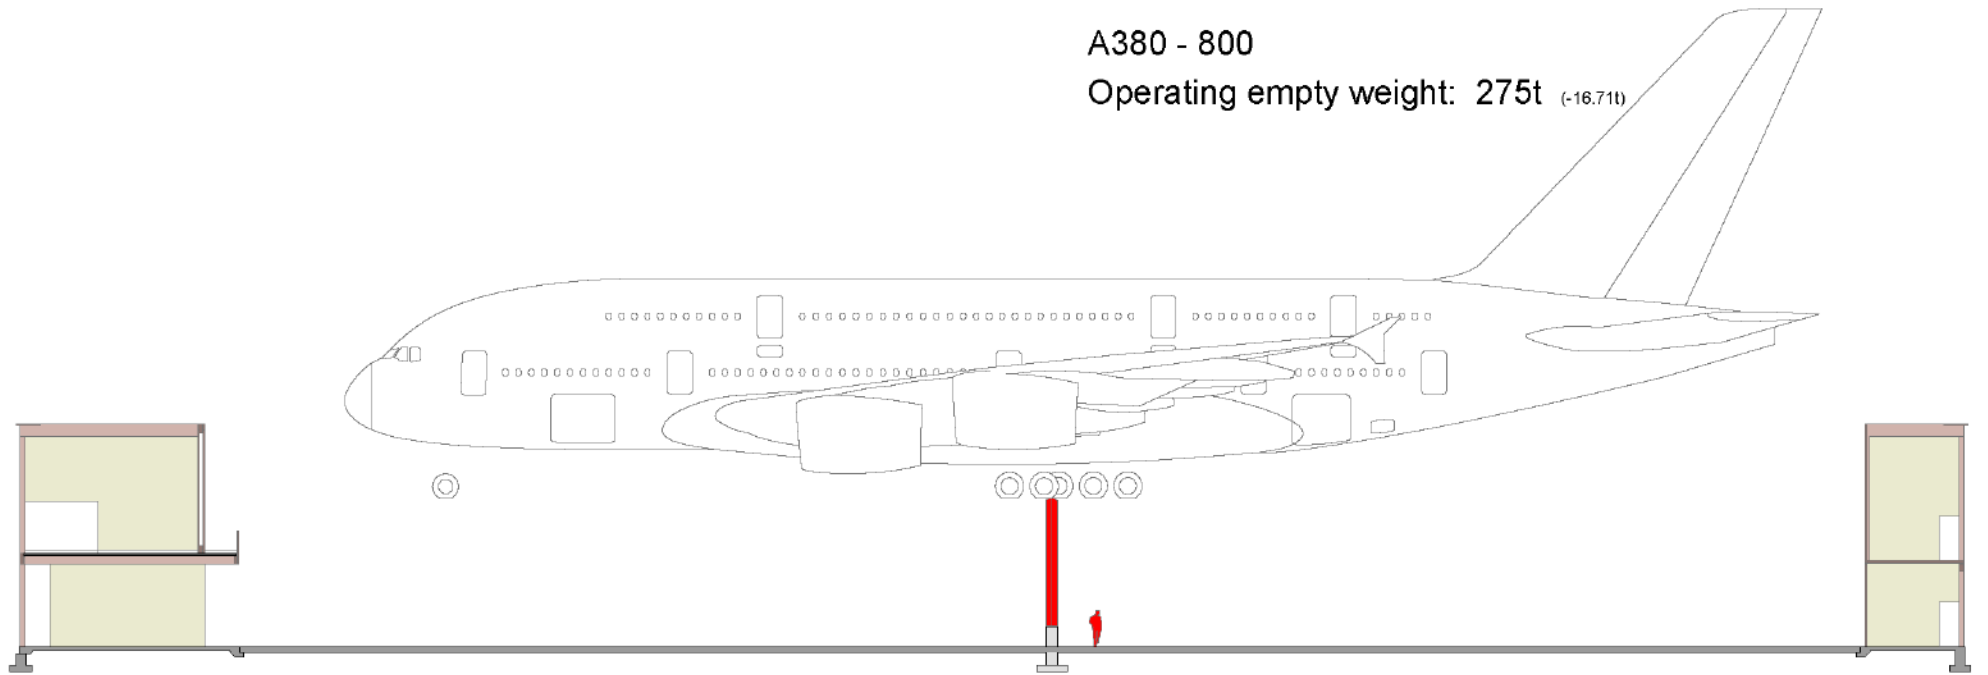 A380 - 800
Operating empty weight: 275t (-16.71t)